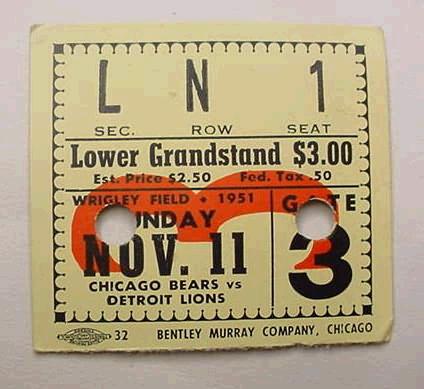 L N 1
SEC. ROW SEAT
Lower Grandstand $3.00
Est. Price $2.50 Fed. Tax .50
WRIGLEY FIELD • 1951
GATE
SUNDAY
NOV. 11
3
CHICAGO BEARS vs
DETROIT LIONS
32 BENTLEY MURRAY COMPANY, CHICAGO